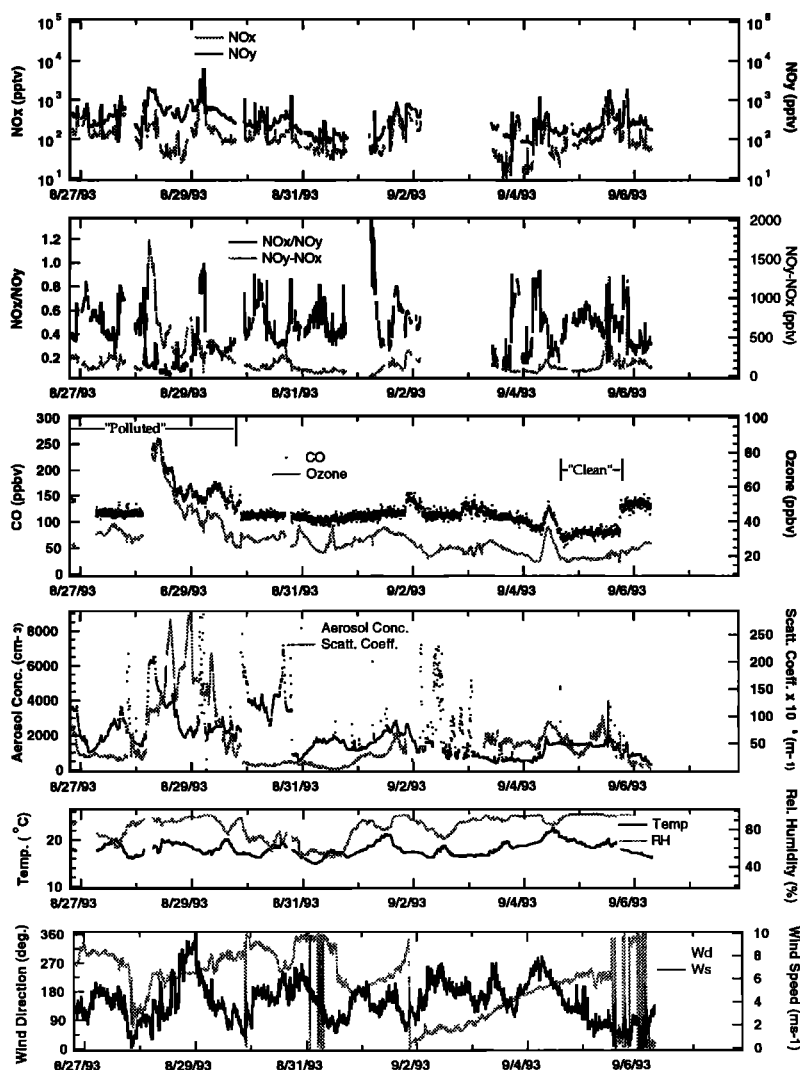 10^5
10^4
10^3
10^2
10^1
NOx (pptv)
NOx
NOy
10^6
10^4
10^3
10^2
10^1
NOy (pptv)
8/27/93 8/29/93 8/31/93 9/2/93 9/4/93 9/6/93
1.2
1.0
0.8
0.6
0.4
0.2
NOx/NOy
NOx/NOy
NOy-NOx
2000
1500
1000
500
0
NOy-NOx (pptv)
8/27/93 8/29/93 8/31/93 9/2/93 9/4/93 9/6/93
300
250
200
150
100
50
0
CO (ppbv)
"Polluted"
CO
Ozone
"Clean"
100
80
60
40
20
Ozone (ppbv)
8/27/93 8/29/93 8/31/93 9/2/93 9/4/93 9/6/93
8000
6000
4000
2000
0
Aerosol Conc. (cm-3)
Aerosol Conc.
Scatt. Coeff.
250
200
150
100
50
0
Scatt. Coeff. x 10 (m-1)
8/27/93 8/29/93 8/31/93 9/2/93 9/4/93 9/6/93
20
10
Temp. (°C)
Temp
RH
80
40
Rel. Humidity (%)
8/27/93 8/29/93 8/31/93 9/2/93 9/4/93 9/6/93
360
270
180
90
0
Wind Direction (deg.)
Wd
Ws
10
8
6
4
2
0
Wind Speed (ms-1)
8/27/93 8/29/93 8/31/93 9/2/93 9/4/93 9/6/93